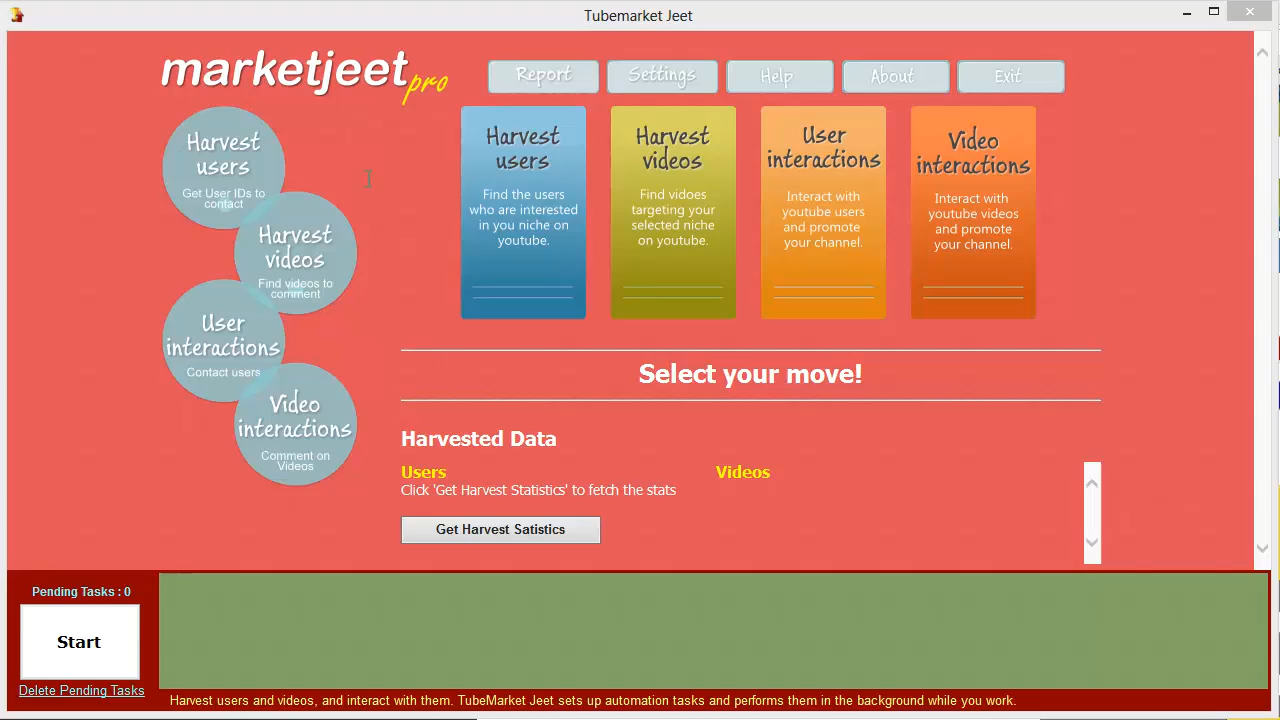 Tubemarket Jeet
marketjeet pro
Report
Settings
Help
About
Exit
Harvest
users
Get User IDs to
contact
Harvest
videos
Find videos to
comment
User
interactions
Contact users
Video
interactions
Comment on
Videos
Harvest
users
Find the users
who are interested
in you niche on
youtube.
Harvest
videos
Find vidoes
targeting your
selected niche
on youtube.
User
interactions
Interact with
youtube users
and promote
your channel.
Video
interactions
Interact with
youtube videos
and promote
your channel.
Select your move!
Harvested Data
Users
Videos
Click 'Get Harvest Statistics' to fetch the stats
Get Harvest Satistics
Pending Tasks : 0
Start
Delete Pending Tasks
Harvest users and videos, and interact with them. TubeMarket Jeet sets up automation tasks and performs them in the background while you work.